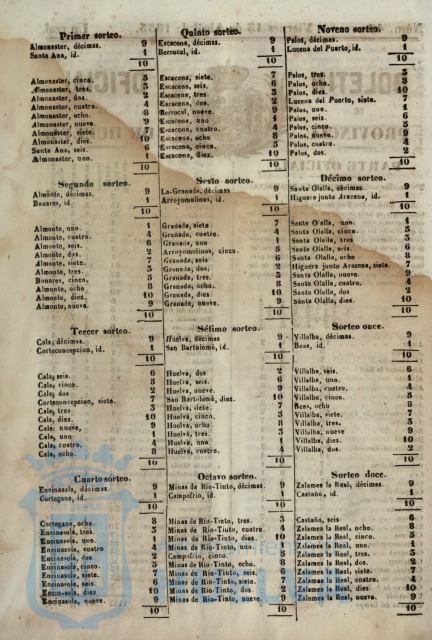 Primer sorteo.
Almonaster, décimas. 9
Santa Ana, id. 1
10
Almonaster, cinco. 5
Almonaster, tres. 3
Almonaster, dos. 2
Almonaster, cuatro. 4
Almonaster, ocho. 8
Almonaster, nueve. 9
Almonaster, siete. 7
Almonaster, diez. 10
Santa Ana, seis. 6
Almonaster, uno. 1
10
Segundo sorteo.
Almonte, décimas. 9
Bonares, id. 1
10
Almonte, uno. 1
Almonte, cuatro. 4
Almonte, seis. 6
Almonte, dos. 2
Almonte, siete. 7
Almonte, tres. 3
Bonares, cinco. 5
Almonte, ocho 8
Almonte, diez. 10
Almonte, nueve. 9
10
Tercer sorteo.
Cala, décimas. 9
Corteconcepcion, id. 1
10
Cala, seis. 6
Cala, cinco. 5
Cala, dos 2
Corteconcepcion, siete. 7
Cala, tres 3
Cala, diez. 10
Cala, nueve. 9
Cala, uno 1
Cala, cuatro. 4
Cala, ocho 8
10
Cuarto sorteo.
Encinasola, décimas. 9
Cortegana, id. 1
10
Cortegana, ocho. 8
Encinasola, tres. 3
Encinasola, uno. 1
Encinasola, cuatro 4
Encinasola, dos. 2
Encinasola, cinco. 5
Encinasola, siete. 7
Encinasola, seis. 6
Encinasola, diez 10
Encinasola, nueve. 9
10
Quinto sorteo.
Escacena, décimas. 9
Berrocal, id. 1
10
Escacena, siete. 7
Escacena, seis. 6
Escacena, tres. 3
Escacena, dos. 2
Berrocal, nueve. 9
Escacena, uno 1
Escacena, cuatro. 4
Escacena, ocho 8
Escacena, cinco. 5
Escacena, diez. 10
10
Sesto sorteo.
La-Granada, décimas 9
Arroyomolinos, id. 1
10
Granada, siete 7
Granada, cuatro. 4
Granada, uno 1
Arroyomolinos, cinco. 5
Granada, seis 6
Granada, dos. 2
Granada, tres. 3
Granada, ocho. 8
Granada, diez. 10
Granada, nueve. 9
10
Sétimo sorteo.
Huelva, décimas 9
San Bartolomé, id. 1
10
Huelva, dos 2
Huelva, seis. 6
Huelva, nueve. 9
San Bartolomé, diez. 10
Huelva, siete. 7
Huelva, cinco. 5
Huelva, ocho. 8
Huelva, tres. 3
Huelva, uno. 1
Huelva, cuatro. 4
10
Octavo sorteo.
Minas de Rio-Tinto, décimas. 9
Campofrio, id. 1
10
Minas de Rio-Tinto, tres. 3
Minas de Rio-Tinto, cuatro. 4
Minas de Rio-Tinto, diez. 10
Minas de Rio-Tinto, uno. 1
Campofrio, cinco. 5
Minas de Rio-Tinto, ocho. 8
Minas de Rio-Tinto, seis. 6
Minas de Rio-Tinto, siete. 7
Minas de Rio-Tinto, dos. 2
Minas de Rio-Tinto, nueve 9
10
Noveno sorteo.
Palos, décimas. 9
Lucena del Puerto, id. 1
10
Palos, tres. 3
Palos, ocho. 8
Palos, diez. 10
Lucena del Puerto, siete. 7
Palos, uno. 1
Palos, seis. 6
Palos, cinco. 5
Palos, nueve. 9
Palos, cuatro 4
Palos, dos. 2
10
Décimo sorteo.
Santa Olalla, décimas. 9
Higuera junto Aracena, id. 1
10
Santa Olalla, uno. 1
Santa Olalla, cinco. 5
Santa Olalla, tres 3
Santa Olalla, seis. 6
Santa Olalla, ocho 8
Higuera junto Aracena, siete. 7
Santa Olalla, nueve. 9
Santa Olalla, cuatro. 4
Santa Olalla, dos 2
Santa Olalla, diez. 10
10
Sorteo once.
Villalba, décimas. 9
Beas, id. 1
10
Villalba, seis. 6
Villalba, uno. 1
Villalba, cuatro. 4
Villalba, cinco. 5
Beas, ocho 8
Villalba, siete. 7
Villalba, tres. 3
Villalba, nueve 9
Villalba, diez. 10
Villalba, dos. 2
10
Sorteo doce.
Zalamea la Real, décimas. 9
Castaño, id. 1
10
Castaño, seis 6
Zalamea la Real, ocho. 8
Zalamea la Real, cinco. 5
Zalamea la Real, uno. 1
Zalamea la Real, tres. 3
Zalamea la Real, dos. 2
Zalamea la Real, siete. 7
Zalamea la Real, cuatro. 4
Zalamea la Real, diez 10
Zalamea la Real, nueve. 9
10